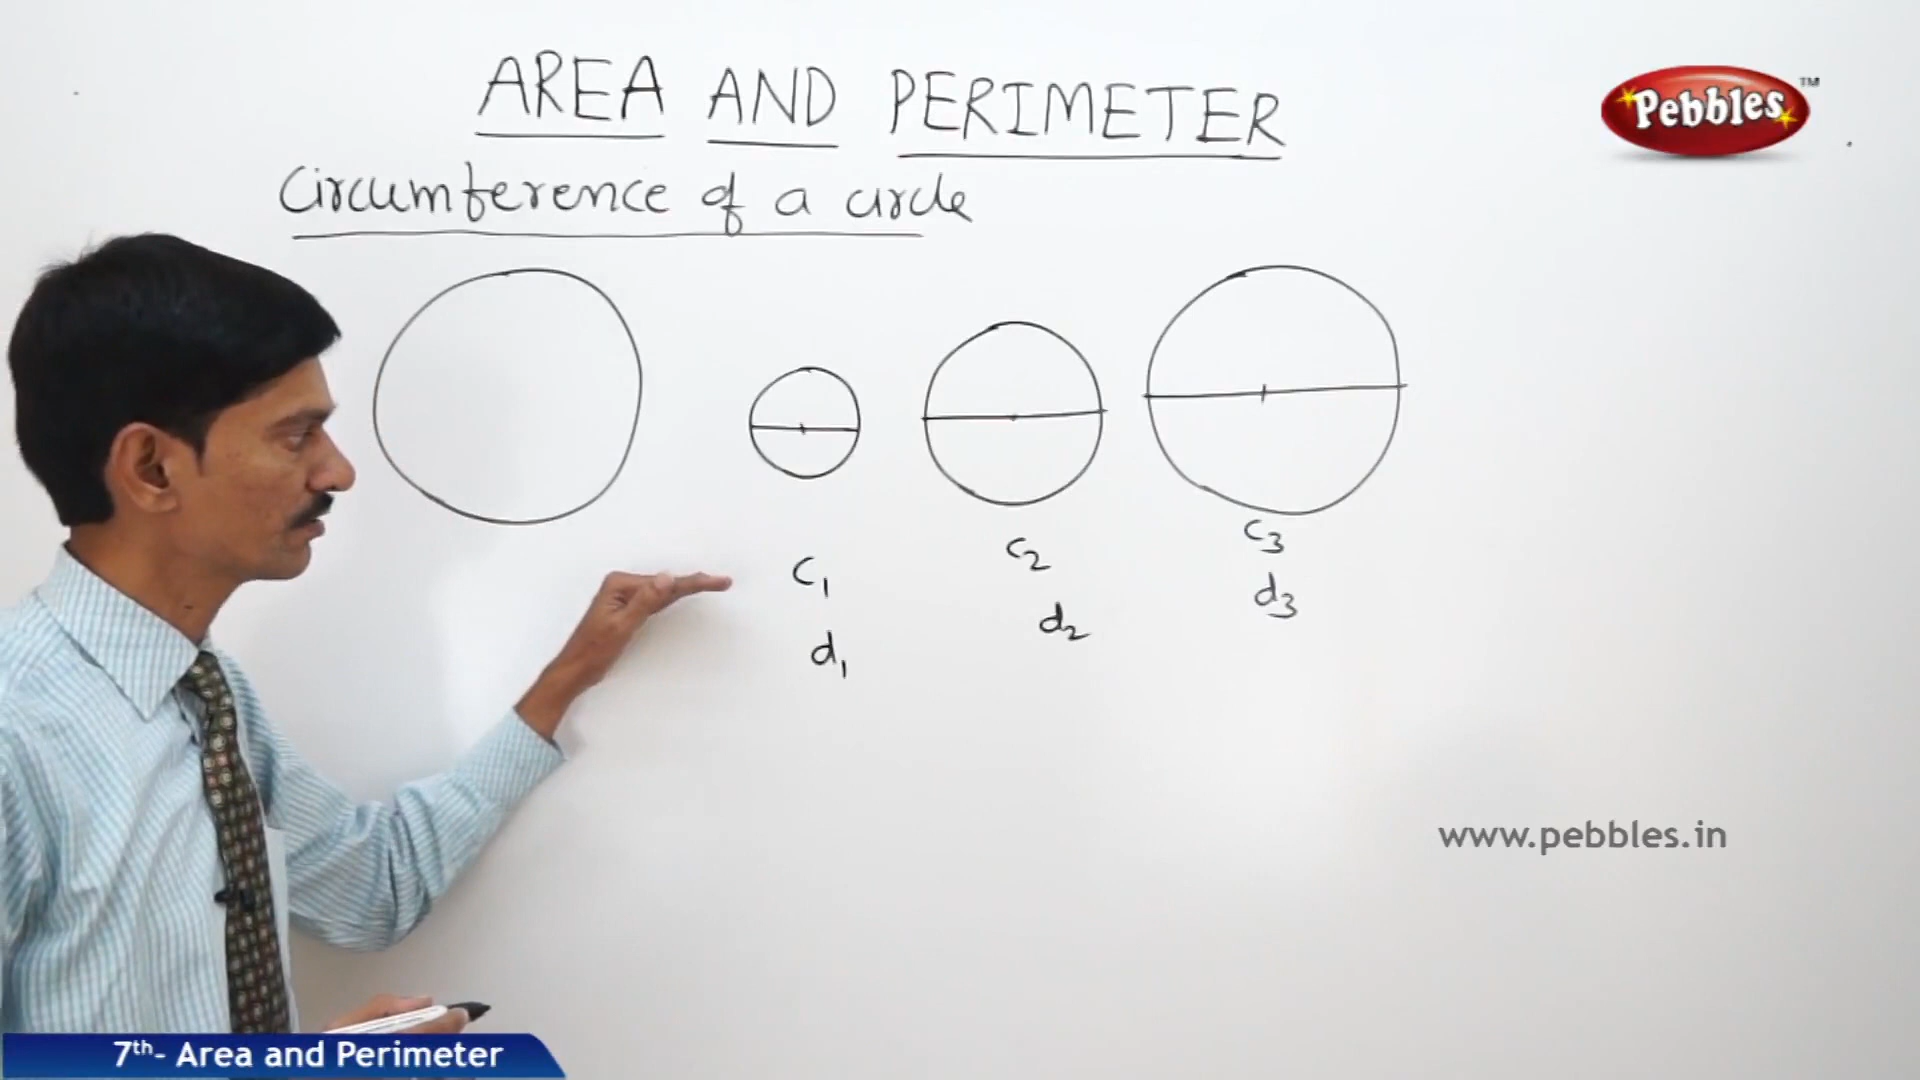 AREA AND PERIMETER
Pebbles™
Circumference of a circle
C₁ C₂ C₃
d₁ d₂ d₃
www.pebbles.in
7th- Area and Perimeter